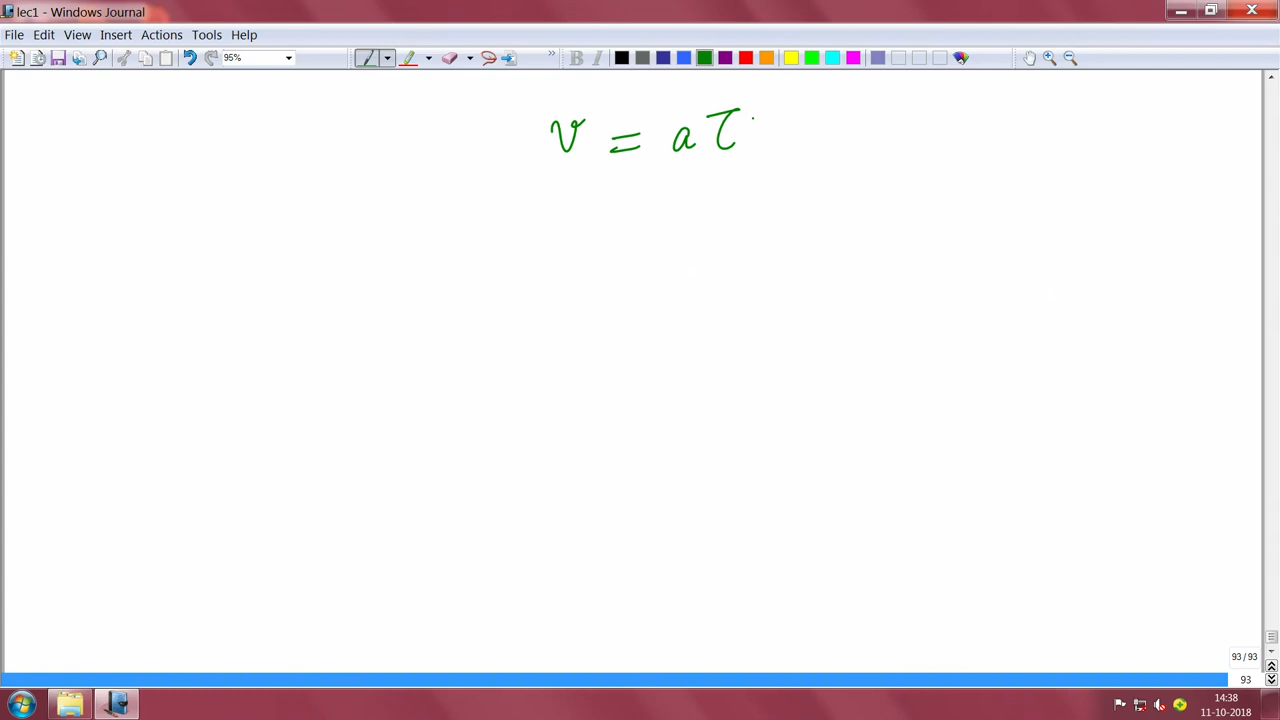 lec1 - Windows Journal
File Edit View Insert Actions Tools Help
95%
B I
v = a τ
93 / 93
93
14:38
11-10-2018